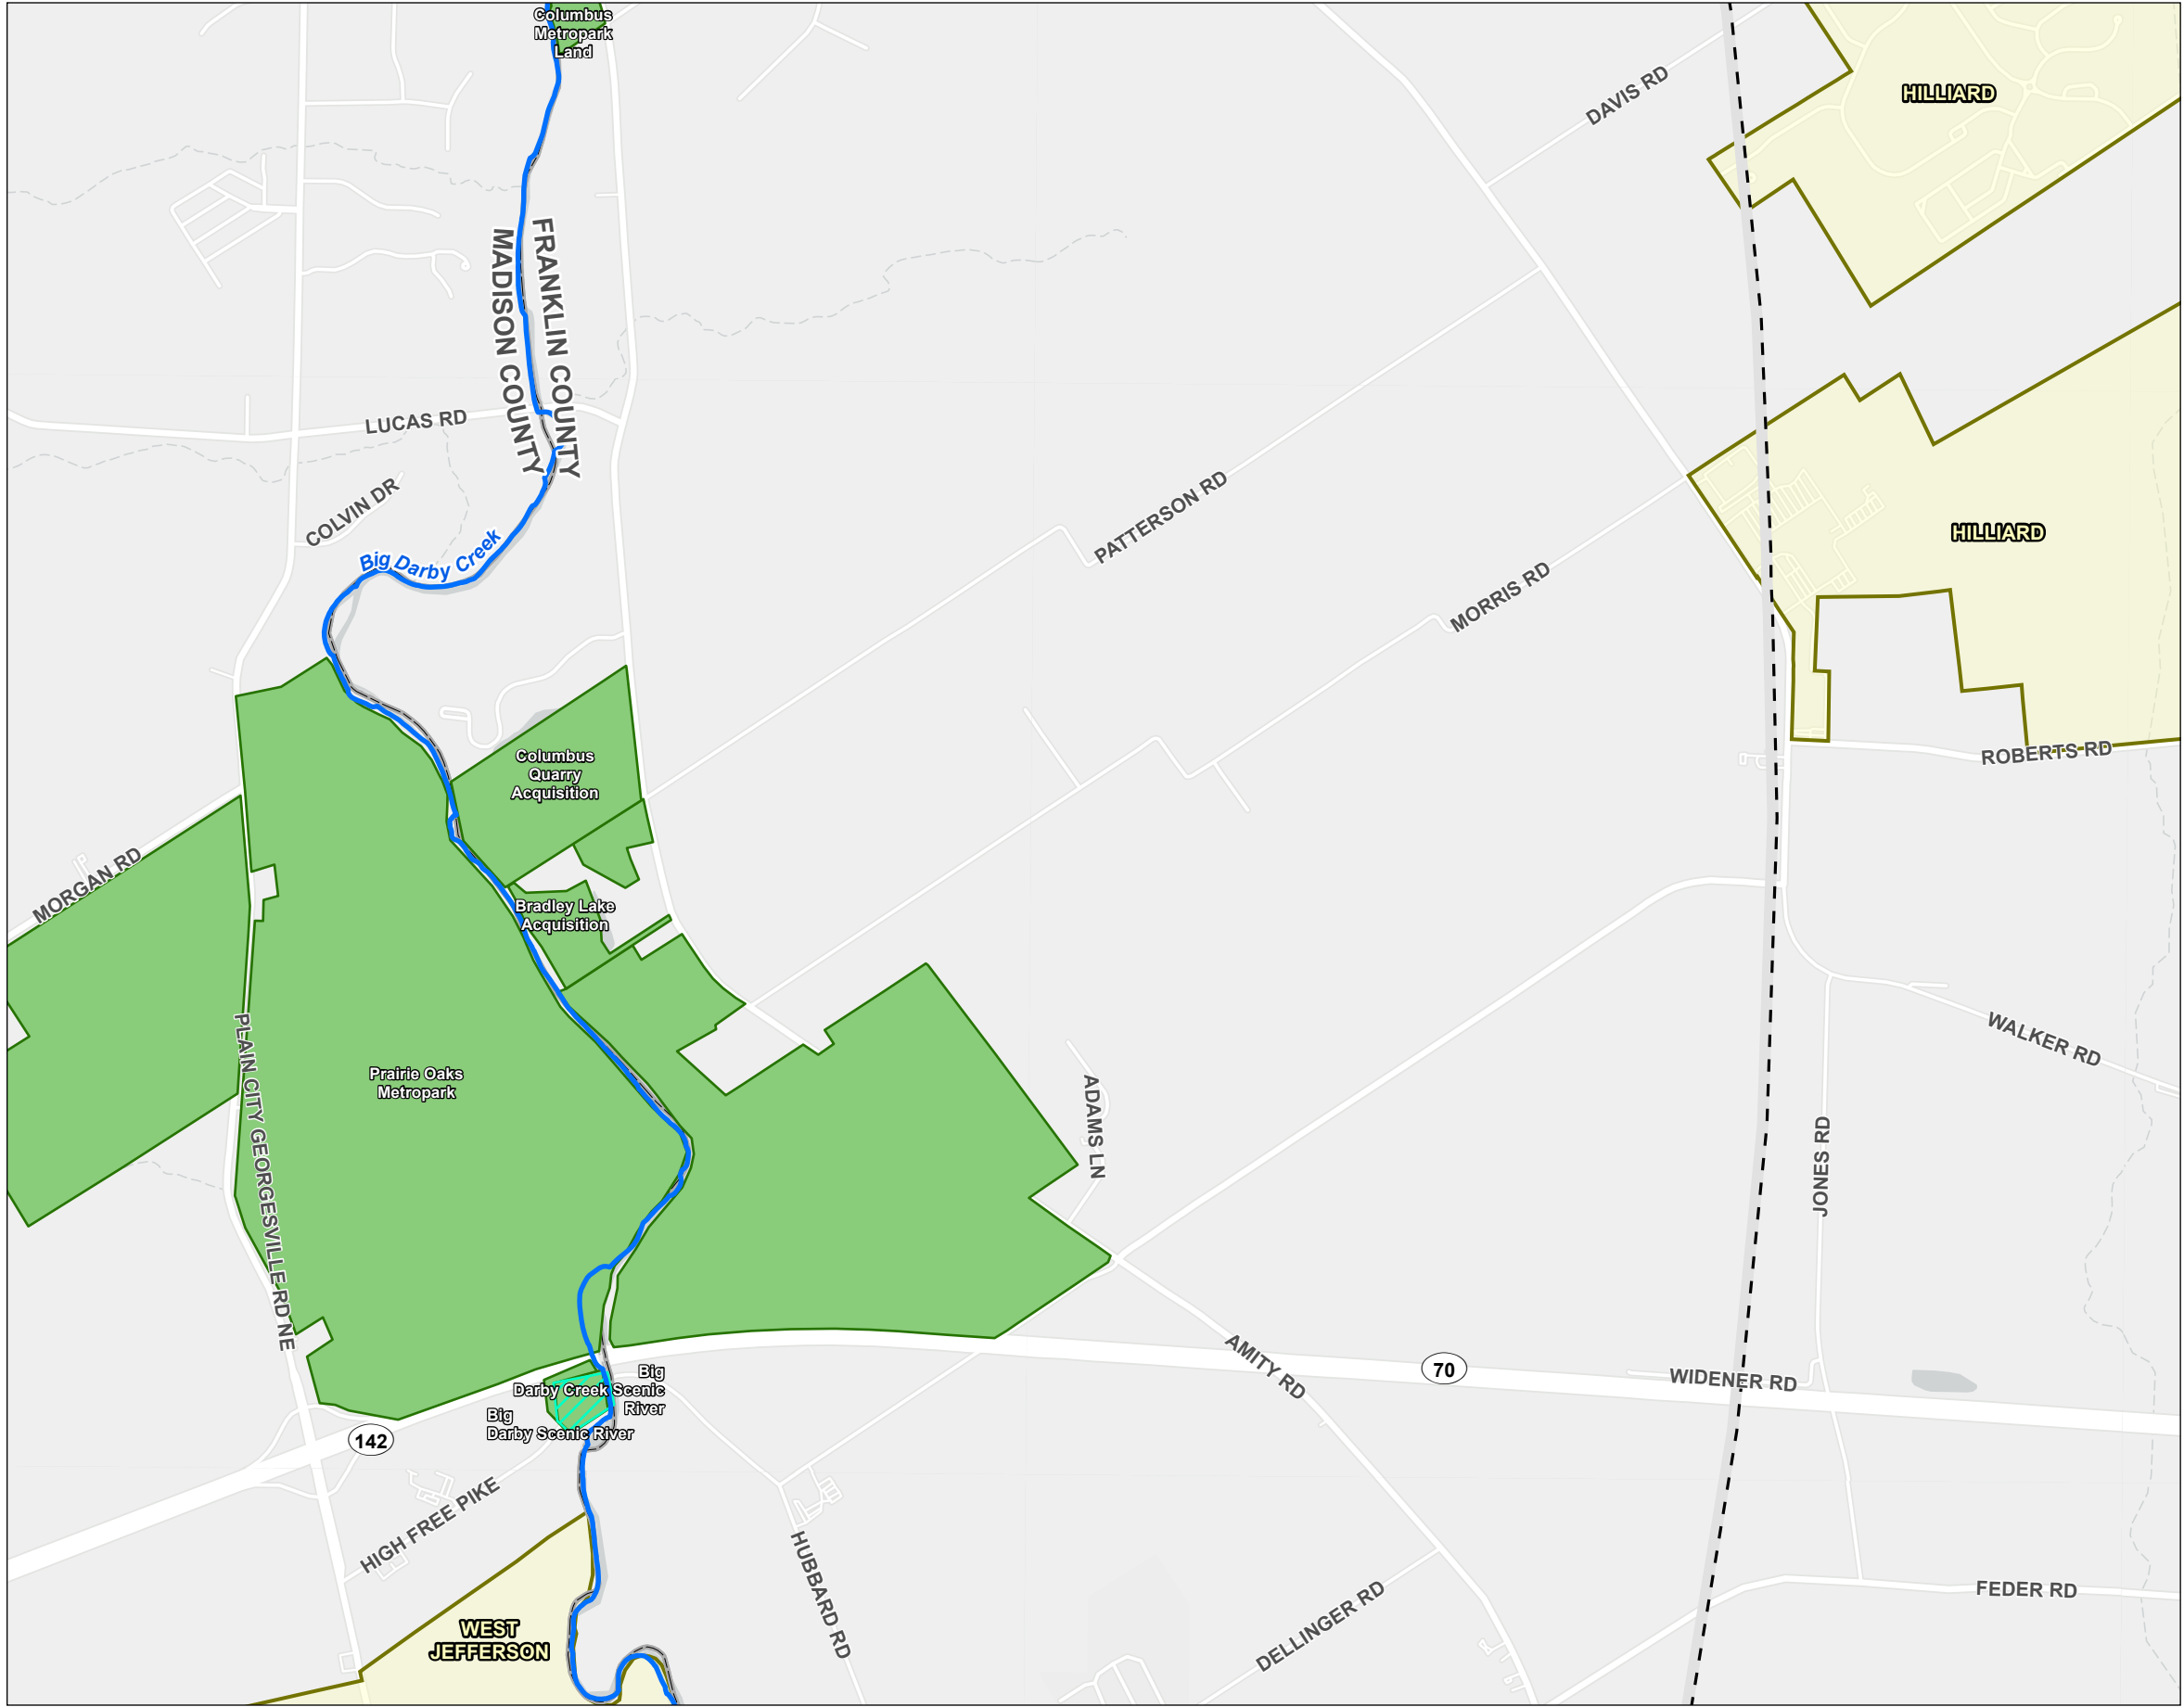 Columbus
Metropark
Land
DAVIS RD
HILLIARD
FRANKLIN COUNTY
MADISON COUNTY
LUCAS RD
COLVIN DR
PATTERSON RD
HILLIARD
Big Darby Creek
MORRIS RD
ROBERTS RD
Columbus
Quarry
Acquisition
MORGAN RD
Bradley Lake
Acquisition
WALKER RD
Prairie Oaks
Metropark
PLAIN CITY GEORGESVILLE RD NE
ADAMS LN
JONES RD
AMITY RD
70
WIDENER RD
Big
Darby Creek Scenic
River
Big
Darby Scenic River
142
HIGH FREE PIKE
HUBBARD RD
DELLINGER RD
FEDER RD
WEST
JEFFERSON